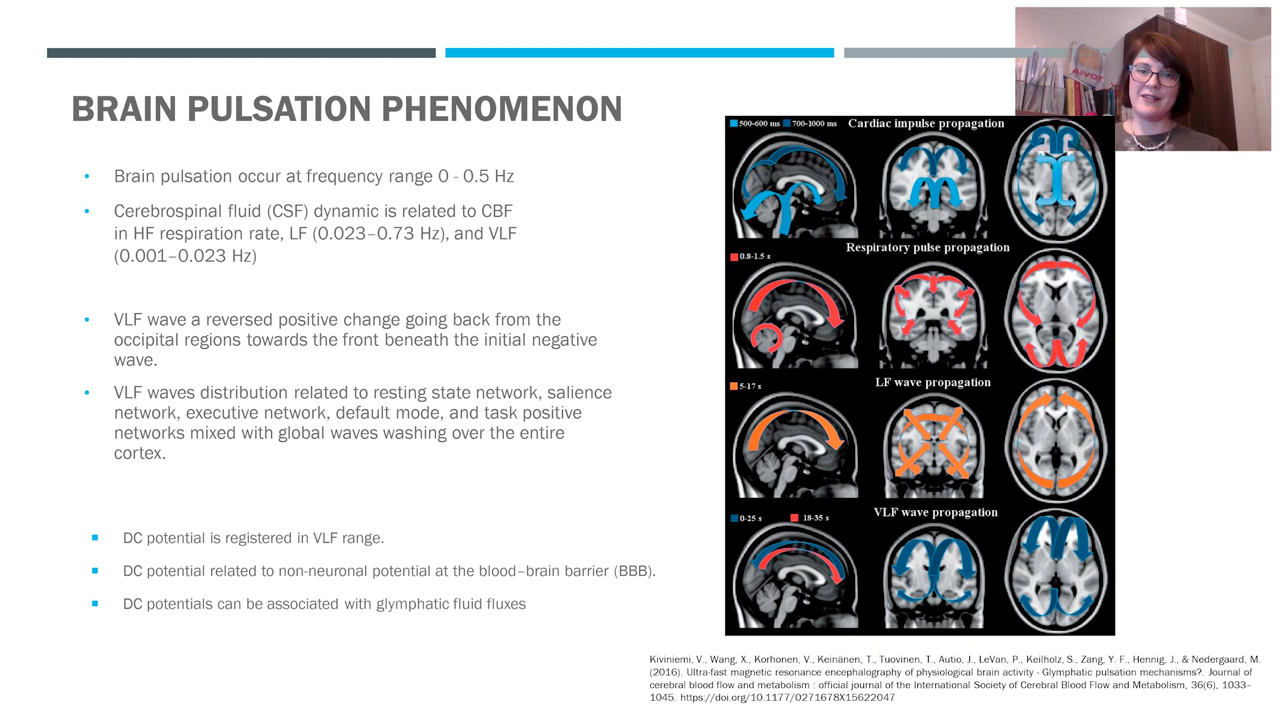 AIVOT
BRAIN PULSATION PHENOMENON
• Brain pulsation occur at frequency range 0 - 0.5 Hz
• Cerebrospinal fluid (CSF) dynamic is related to CBF
in HF respiration rate, LF (0.023–0.73 Hz), and VLF
(0.001–0.023 Hz)
• VLF wave a reversed positive change going back from the
occipital regions towards the front beneath the initial negative
wave.
• VLF waves distribution related to resting state network, salience
network, executive network, default mode, and task positive
networks mixed with global waves washing over the entire
cortex.
▪ DC potential is registered in VLF range.
▪ DC potential related to non-neuronal potential at the blood–brain barrier (BBB).
▪ DC potentials can be associated with glymphatic fluid fluxes
500-600 ms 700-1000 ms Cardiac impulse propagation
Respiratory pulse propagation
0.8-1.5 s
LF wave propagation
5-17 s
VLF wave propagation
0-25 s 18-35 s
Kiviniemi, V., Wang, X., Korhonen, V., Keinänen, T., Tuovinen, T., Autio, J., LeVan, P., Keilholz, S., Zang, Y. F., Hennig, J., & Nedergaard, M.
(2016). Ultra-fast magnetic resonance encephalography of physiological brain activity - Glymphatic pulsation mechanisms?. Journal of
cerebral blood flow and metabolism : official journal of the International Society of Cerebral Blood Flow and Metabolism, 36(6), 1033–
1045. https://doi.org/10.1177/0271678X15622047